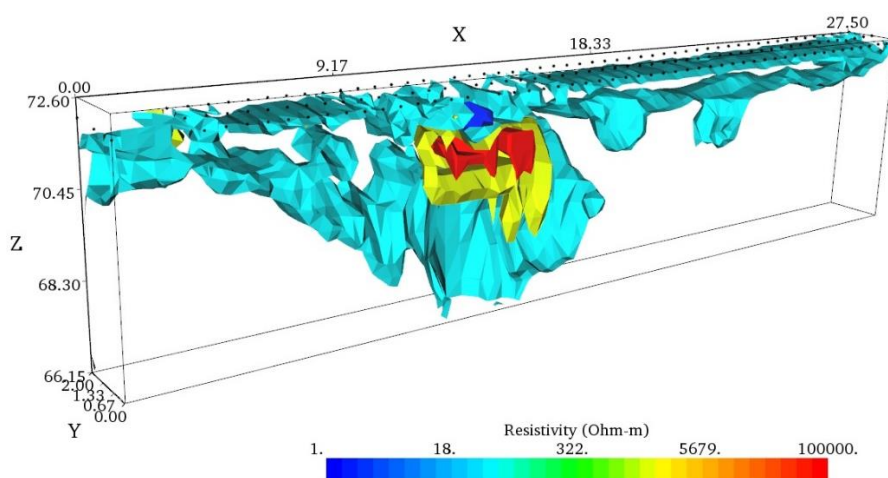 27.50
X
18.33
9.17
0.00
72.60
70.45
Z
68.30
66.15
2.00
1.33
0.67
0.00
Y
Resistivity (Ohm-m)
1. 18. 322. 5679. 100000.